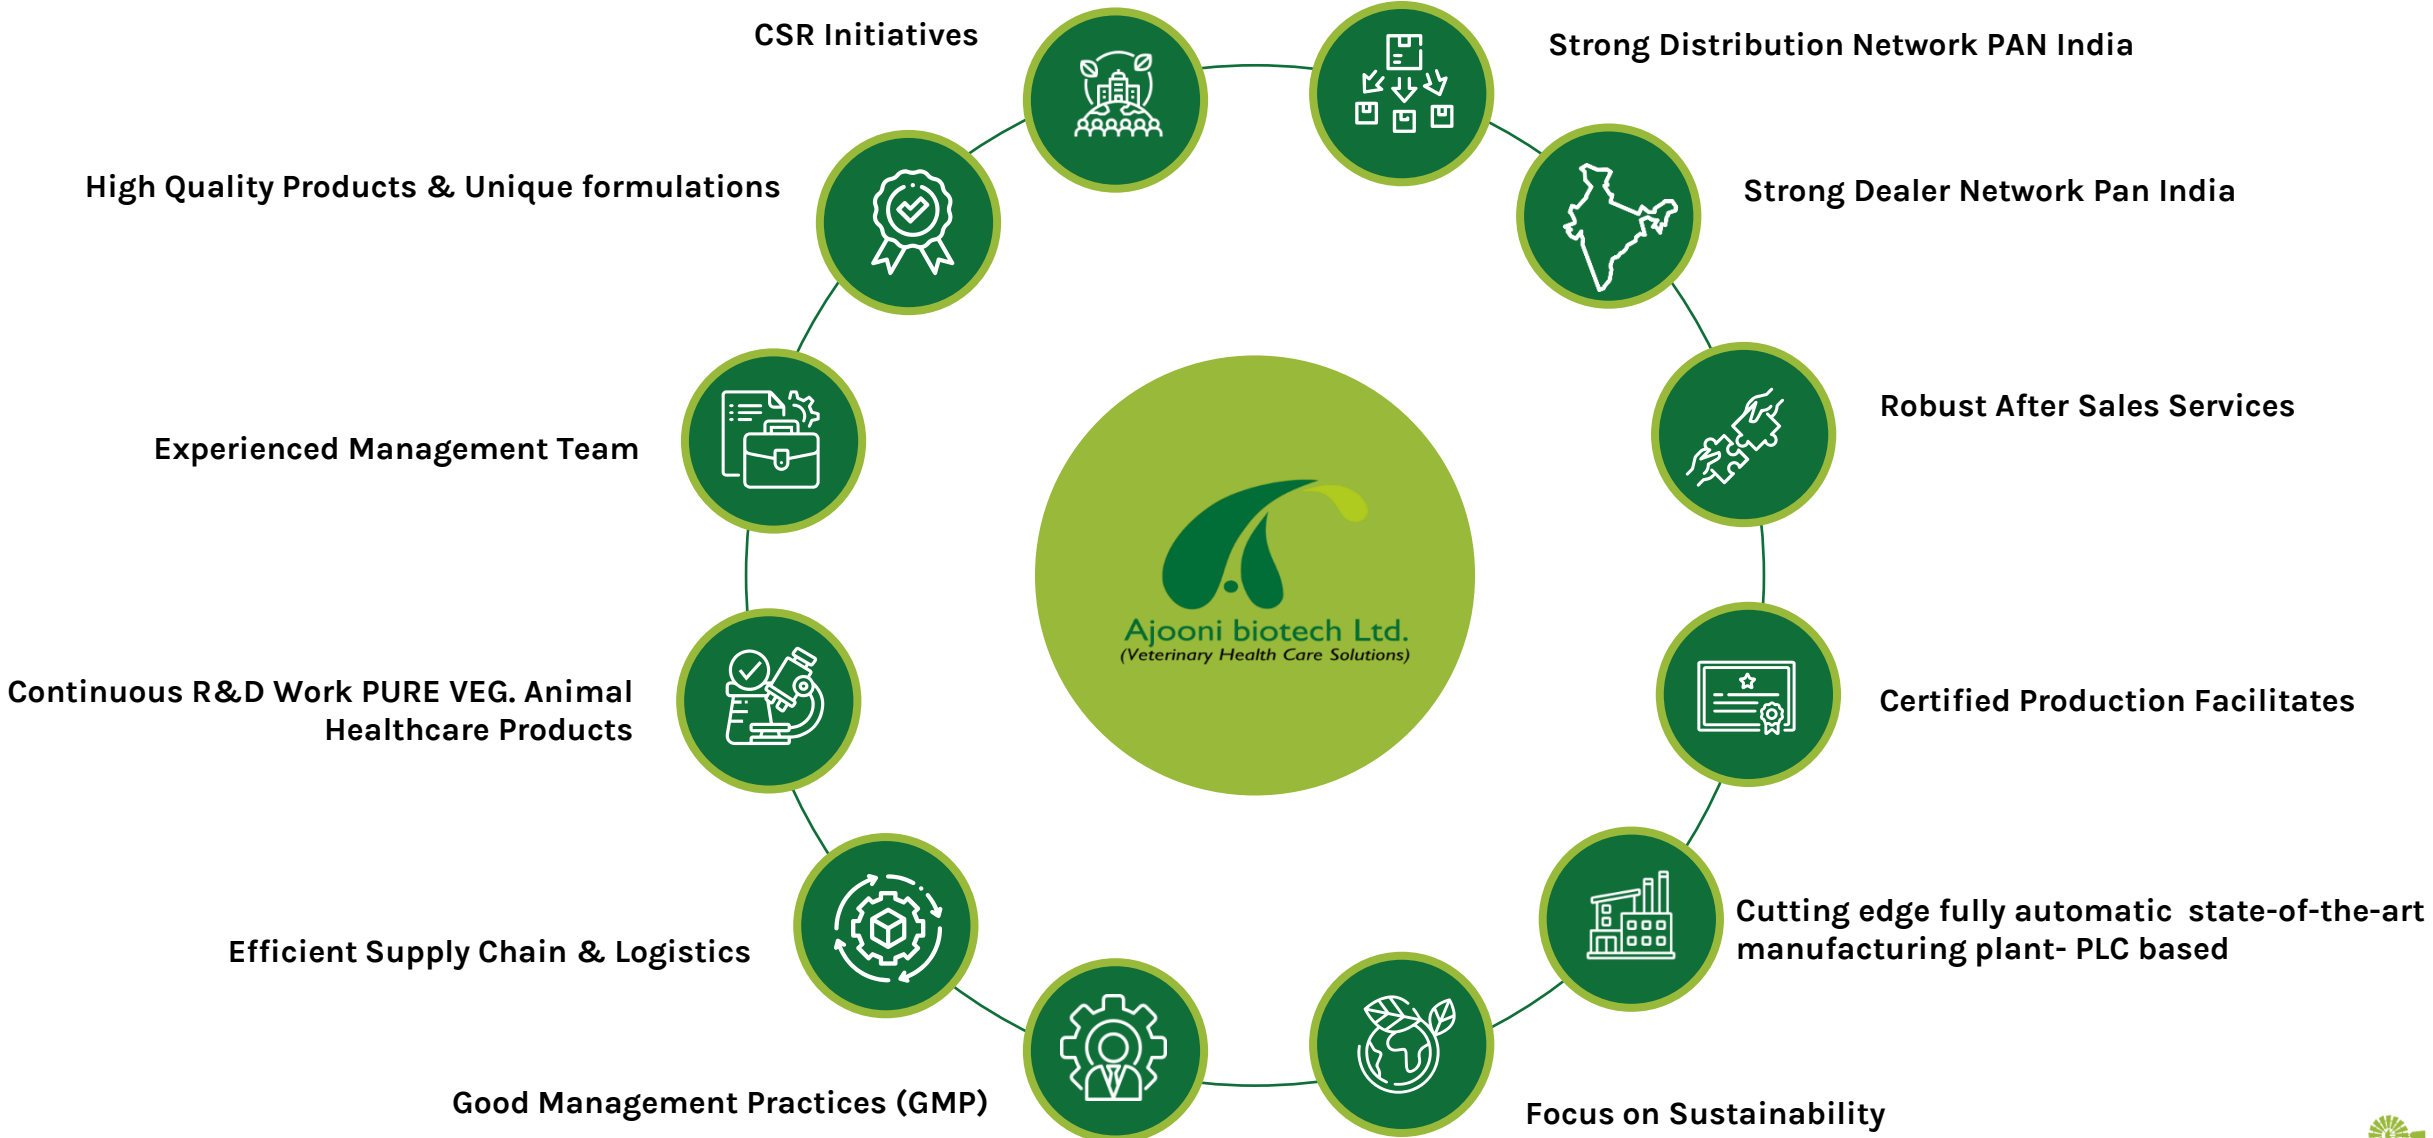 CSR Initiatives
Strong Distribution Network PAN India
High Quality Products & Unique formulations
Strong Dealer Network Pan India
Experienced Management Team
Robust After Sales Services
Ajooni biotech Ltd.
(Veterinary Health Care Solutions)
Continuous R&D Work PURE VEG. Animal
Healthcare Products
Certified Production Facilitates
Efficient Supply Chain & Logistics
Cutting edge fully automatic state-of-the-art
manufacturing plant- PLC based
Good Management Practices (GMP)
Focus on Sustainability